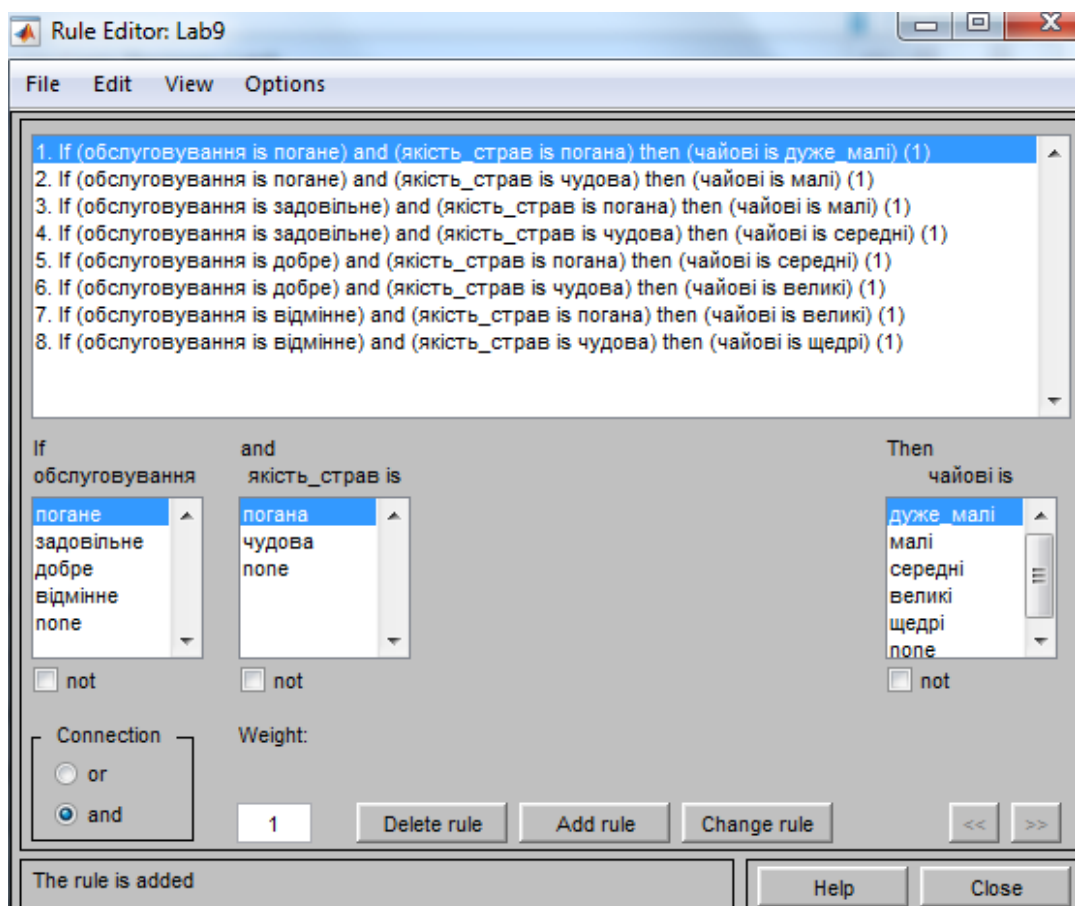 Rule Editor: Lab9
File Edit View Options
1. If (обслуговування is погане) and (якість_страв is погана) then (чайові is дуже_малі) (1)
2. If (обслуговування is погане) and (якість_страв is чудова) then (чайові is малі) (1)
3. If (обслуговування is задовільне) and (якість_страв is погана) then (чайові is малі) (1)
4. If (обслуговування is задовільне) and (якість_страв is чудова) then (чайові is середні) (1)
5. If (обслуговування is добре) and (якість_страв is погана) then (чайові is середні) (1)
6. If (обслуговування is добре) and (якість_страв is чудова) then (чайові is великі) (1)
7. If (обслуговування is відмінне) and (якість_страв is погана) then (чайові is великі) (1)
8. If (обслуговування is відмінне) and (якість_страв is чудова) then (чайові is щедрі) (1)
If
обслуговування
погане
задовільне
добре
відмінне
none
not
and
якість_страв is
погана
чудова
none
not
Then
чайові is
дуже_малі
малі
середні
великі
щедрі
none
not
Connection
or
and
Weight:
1
Delete rule
Add rule
Change rule
<<
>>
The rule is added
Help
Close